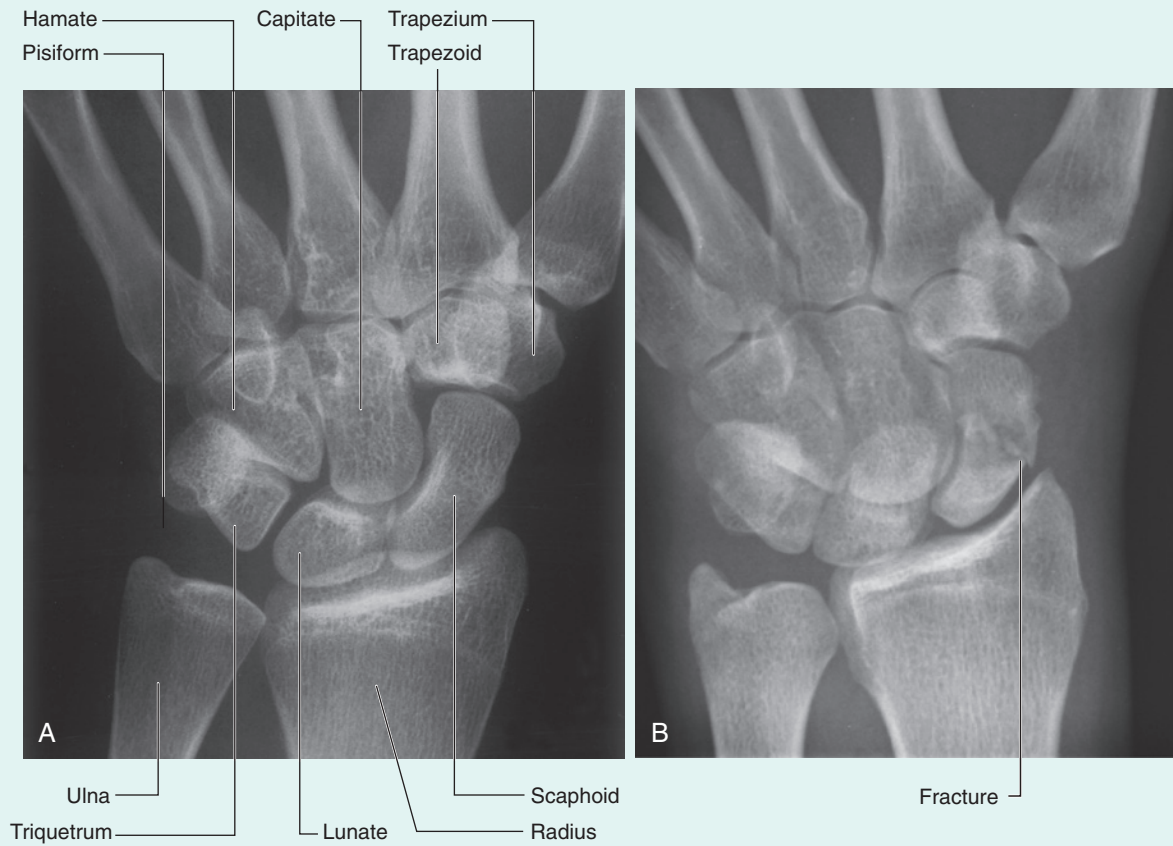 Hamate
Capitate
Trapezium
Pisiform
Trapezoid
A
B
Ulna
Scaphoid
Fracture
Triquetrum
Lunate
Radius